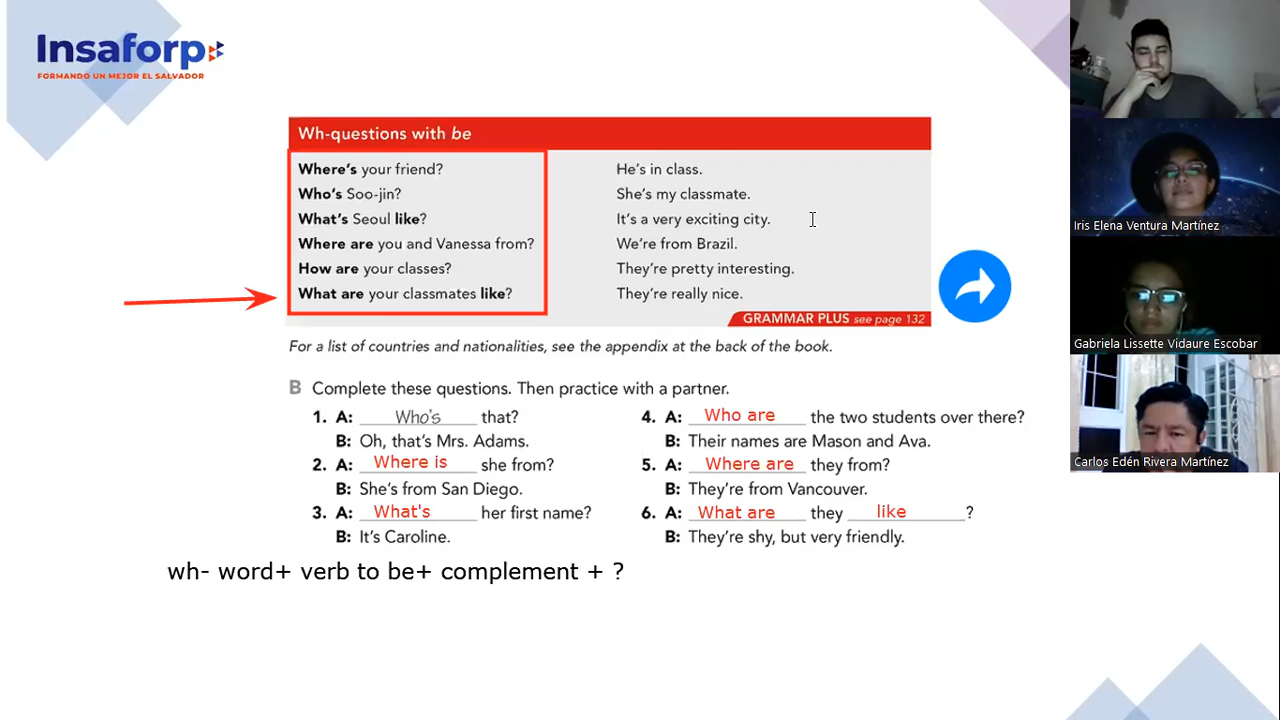 Insaforp
FORMANDO UN MEJOR EL SALVADOR
Wh-questions with be
Where's your friend? He's in class.
Who's Soo-jin? She's my classmate.
What's Seoul like? It's a very exciting city.
Where are you and Vanessa from? We're from Brazil.
How are your classes? They're pretty interesting.
What are your classmates like? They're really nice.
GRAMMAR PLUS see page 132
For a list of countries and nationalities, see the appendix at the back of the book.
B Complete these questions. Then practice with a partner.
1. A: Who's that?
B: Oh, that's Mrs. Adams.
2. A: Where is she from?
B: She's from San Diego.
3. A: What's her first name?
B: It's Caroline.
4. A: Who are the two students over there?
B: Their names are Mason and Ava.
5. A: Where are they from?
B: They're from Vancouver.
6. A: What are they like ?
B: They're shy, but very friendly.
wh- word+ verb to be+ complement + ?
Iris Elena Ventura Martínez
Gabriela Lissette Vidaure Escobar
Carlos Edén Rivera Martínez